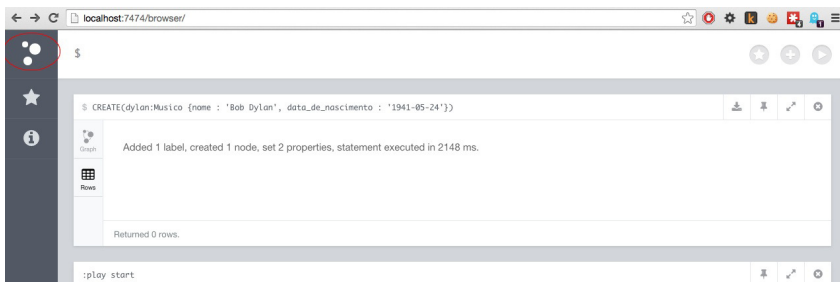 localhost:7474/browser/
$
$ CREATE(dylan:Musico {nome : 'Bob Dylan', data_de_nascimento : '1941-05-24'})
Graph
Added 1 label, created 1 node, set 2 properties, statement executed in 2148 ms.
Rows
Returned 0 rows.
:play start